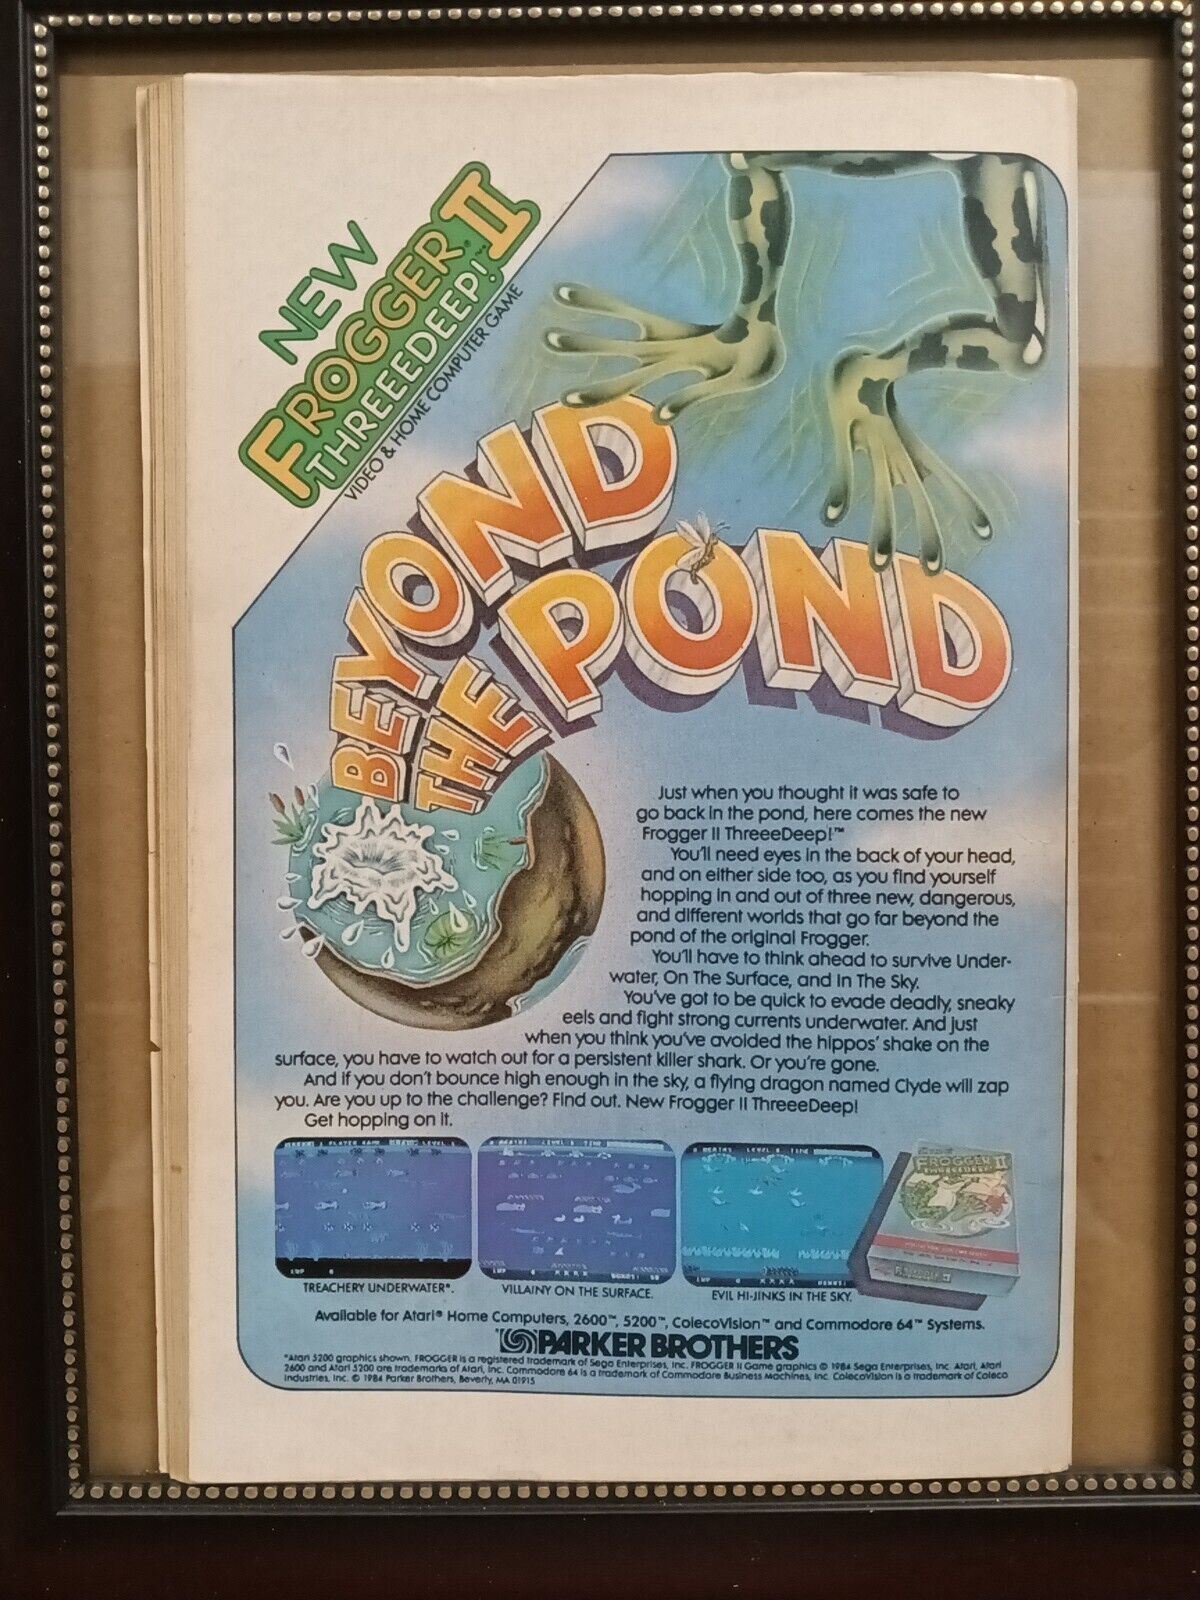 NEW
FROGGER® II
THREEEDEEP!™
VIDEO & HOME COMPUTER GAME
BEYOND
THE POND
Just when you thought it was safe to
go back in the pond, here comes the new
Frogger II ThreeeDeep!™
You'll need eyes in the back of your head,
and on either side too, as you find yourself
hopping in and out of three new, dangerous,
and different worlds that go far beyond the
pond of the original Frogger.
You'll have to think ahead to survive Under-
water, On The Surface, and In The Sky.
You've got to be quick to evade deadly, sneaky
eels and fight strong currents underwater. And just
when you think you've avoided the hippos' shake on the
surface, you have to watch out for a persistent killer shark. Or you're gone.
And if you don't bounce high enough in the sky, a flying dragon named Clyde will zap
you. Are you up to the challenge? Find out. New Frogger II ThreeeDeep!
Get hopping on it.
PLAYER GAME LEVEL 1
LEVEL TIME
LEVEL TIME
FROGGER II
THREEEDEEP!
TREACHERY UNDERWATER*.
VILLAINY ON THE SURFACE.
EVIL HI-JINKS IN THE SKY.
Available for Atari® Home Computers, 2600™, 5200™, ColecoVision™ and Commodore 64™ Systems.
PARKER BROTHERS
*Atari 5200 graphics shown. FROGGER is a registered trademark of Sega Enterprises, Inc. FROGGER II Game graphics © 1984 Sega Enterprises, Inc. Atari, Atari
2600 and Atari 5200 are trademarks of Atari, Inc. Commodore 64 is a trademark of Commodore Business Machines, Inc. ColecoVision is a trademark of Coleco
Industries, Inc. © 1984 Parker Brothers, Beverly, MA 01915